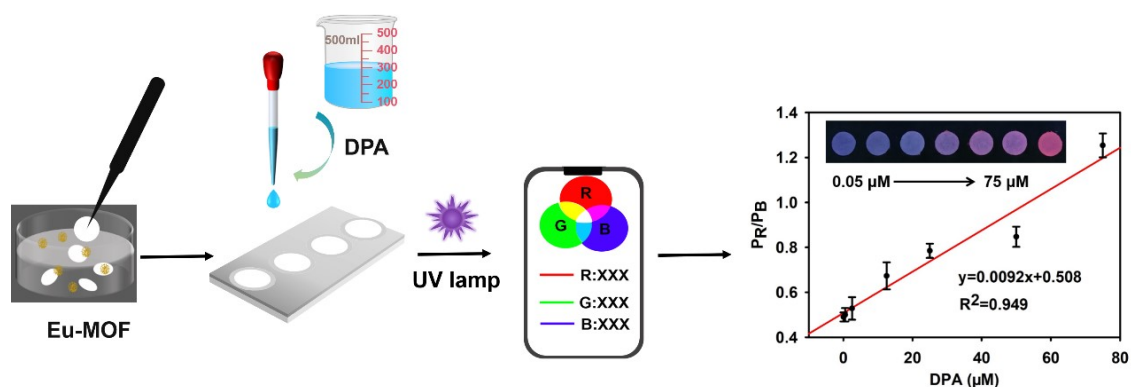 Eu-MOF
500ml
500
400
300
200
100
DPA
UV lamp
R
G
B
R:XXX
G:XXX
B:XXX
P_R/P_B
1.4
1.2
1.0
0.8
0.6
0.4
0.05 µM
75 µM
y=0.0092x+0.508
R²=0.949
0
20
40
60
80
DPA (µM)